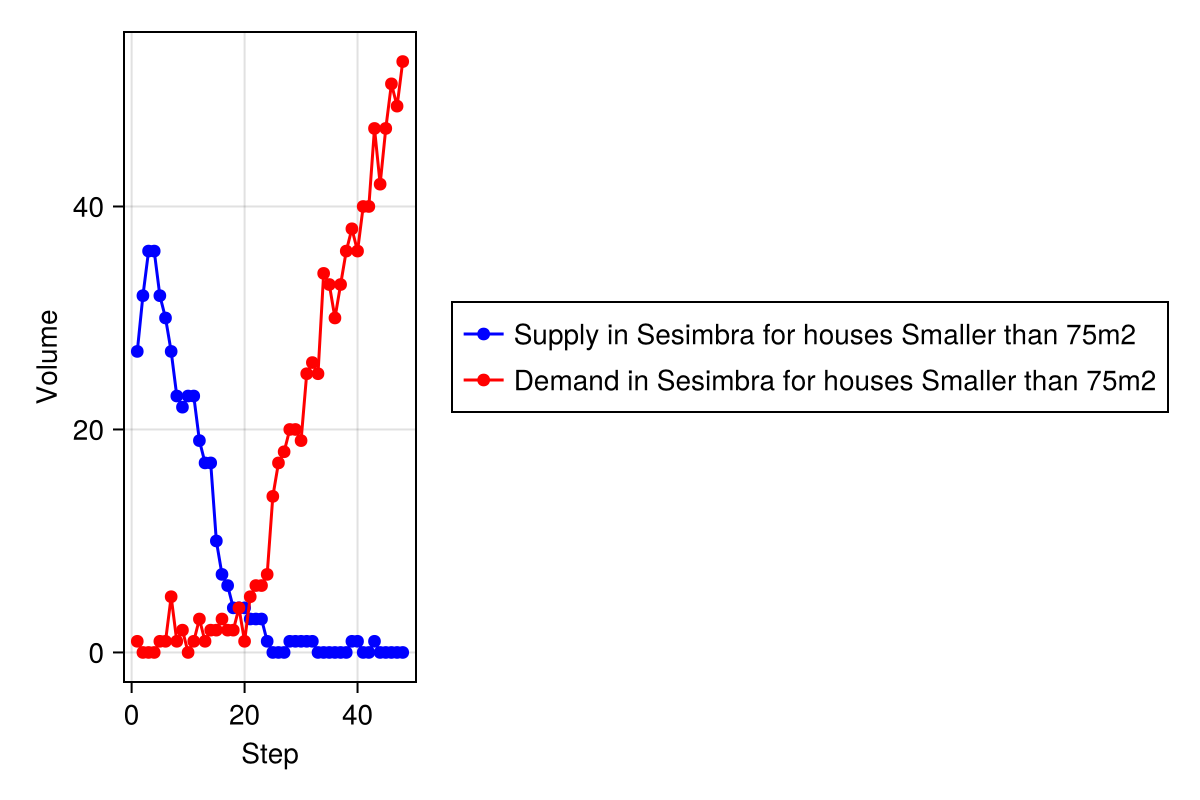 Volume
40
20
0
0 20 40
Step
Supply in Sesimbra for houses Smaller than 75m2
Demand in Sesimbra for houses Smaller than 75m2